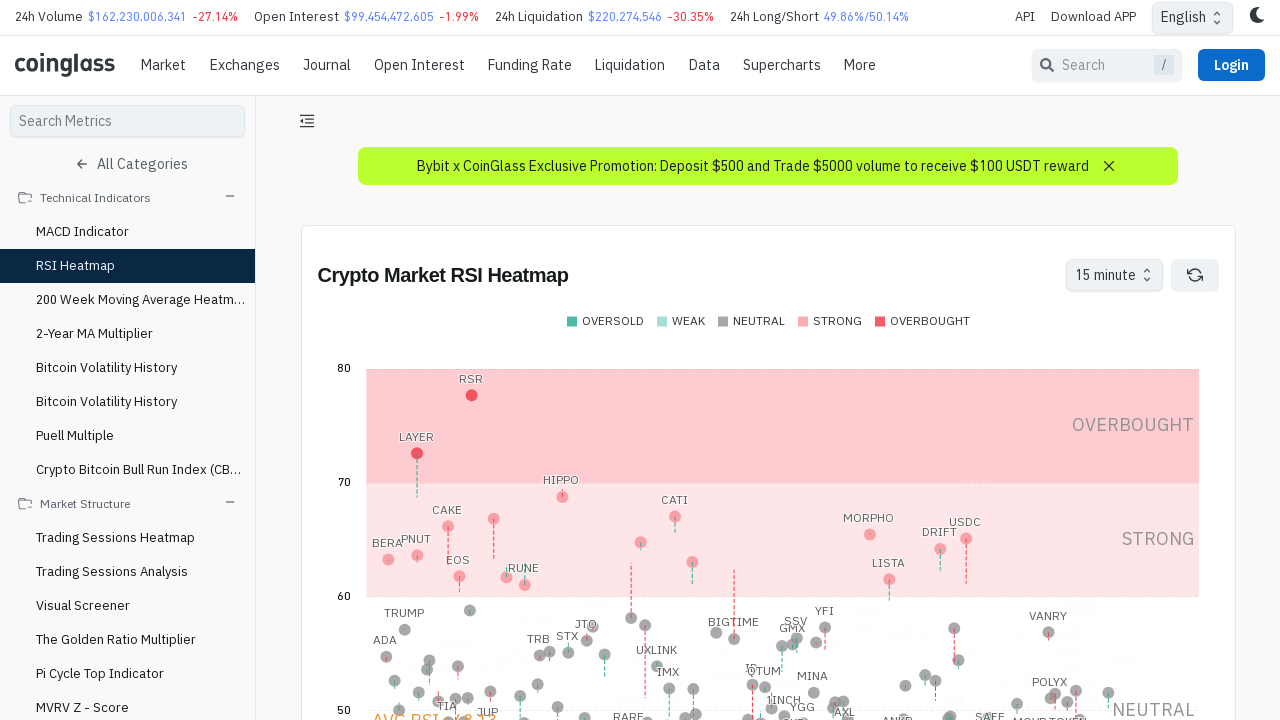 24h Volume $162,230,006,341 -27.14% Open Interest $99,454,472,605 -1.99% 24h Liquidation $220,274,546 -30.35% 24h Long/Short 49.86%/50.14% API Download APP English
coinglass Market Exchanges Journal Open Interest Funding Rate Liquidation Data Supercharts More Search / Login
Search Metrics
All Categories
Technical Indicators
MACD Indicator
RSI Heatmap
200 Week Moving Average Heatm...
2-Year MA Multiplier
Bitcoin Volatility History
Bitcoin Volatility History
Puell Multiple
Crypto Bitcoin Bull Run Index (CB...
Market Structure
Trading Sessions Heatmap
Trading Sessions Analysis
Visual Screener
The Golden Ratio Multiplier
Pi Cycle Top Indicator
MVRV Z - Score
Bybit x CoinGlass Exclusive Promotion: Deposit $500 and Trade $5000 volume to receive $100 USDT reward
Crypto Market RSI Heatmap 15 minute
OVERSOLD WEAK NEUTRAL STRONG OVERBOUGHT
80
RSR
OVERBOUGHT
LAYER
70
HIPPO
CATI
CAKE
MORPHO USDC
DRIFT
BERA PNUT STRONG
EOS RUNE LISTA
60
TRUMP YFI VANRY
JTO BIGTIME SSV
GMX
ADA TRB STX
UXLINK
IMX QTUM MINA
POLYX
TIA JUP 1INCH YGG AXL
50 NEUTRAL